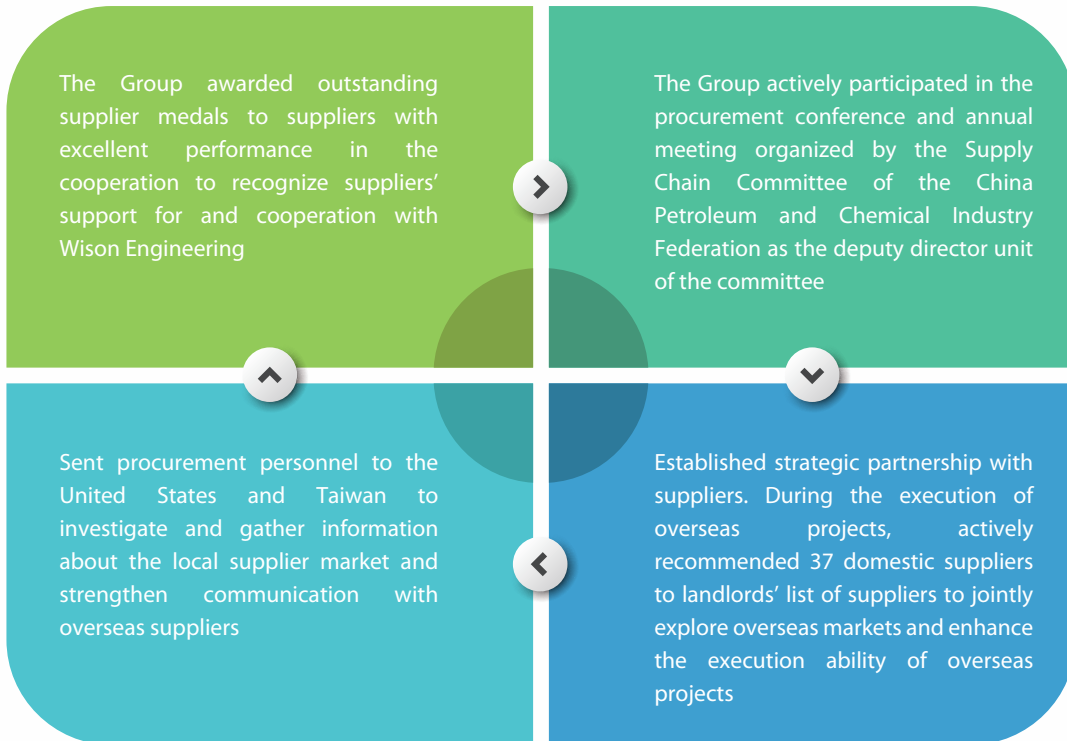 The Group awarded outstanding
supplier medals to suppliers with
excellent performance in the
cooperation to recognize suppliers’
support for and cooperation with
Wison Engineering
The Group actively participated in the
procurement conference and annual
meeting organized by the Supply
Chain Committee of the China
Petroleum and Chemical Industry
Federation as the deputy director unit
of the committee
Sent procurement personnel to the
United States and Taiwan to
investigate and gather information
about the local supplier market and
strengthen communication with
overseas suppliers
Established strategic partnership with
suppliers. During the execution of
overseas projects, actively
recommended 37 domestic suppliers
to landlords’ list of suppliers to jointly
explore overseas markets and enhance
the execution ability of overseas
projects